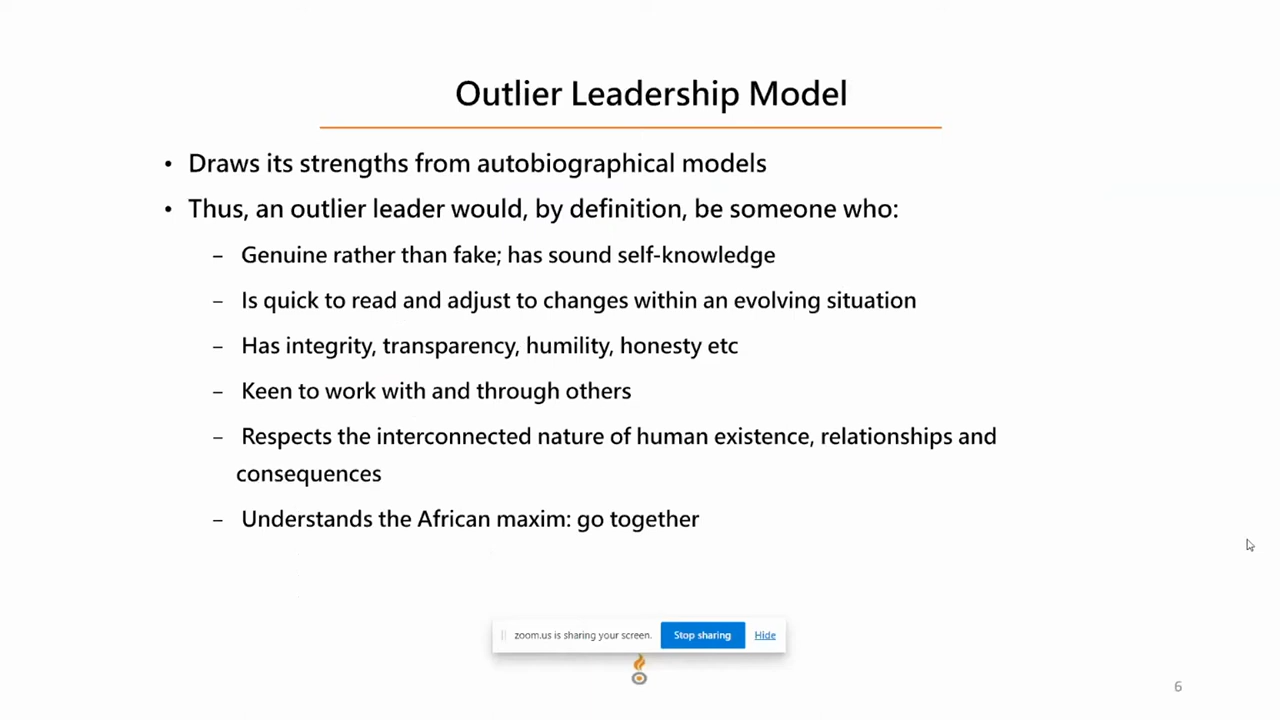 Outlier Leadership Model
• Draws its strengths from autobiographical models
• Thus, an outlier leader would, by definition, be someone who:
– Genuine rather than fake; has sound self-knowledge
– Is quick to read and adjust to changes within an evolving situation
– Has integrity, transparency, humility, honesty etc
– Keen to work with and through others
– Respects the interconnected nature of human existence, relationships and
consequences
– Understands the African maxim: go together
zoom.us is sharing your screen. Stop sharing Hide
6